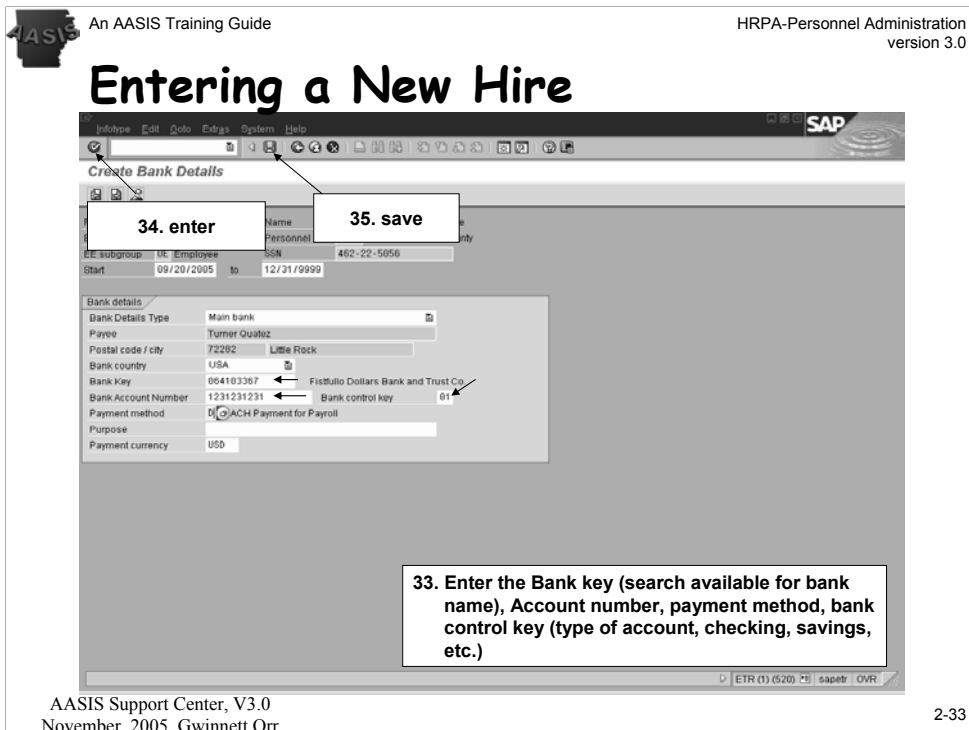 AASIS
An AASIS Training Guide
HRPA-Personnel Administration
version 3.0
Entering a New Hire
Infotype Edit Goto Extras System Help
SAP
Create Bank Details
34. enter
35. save
Name
Personnel
EE subgroup UE Employee SSN 462-22-5056
Start 09/20/2005 to 12/31/9999
Bank details
Bank Details Type Main bank
Payee Turner Quatez
Postal code / city 72202 Little Rock
Bank country USA
Bank Key 064103367 Fistfullo Dollars Bank and Trust Co
Bank Account Number 1231231231 Bank control key 01
Payment method D ACH Payment for Payroll
Purpose
Payment currency USD
33. Enter the Bank key (search available for bank
name), Account number, payment method, bank
control key (type of account, checking, savings,
etc.)
ETR (1) (520) sapetr OVR
AASIS Support Center, V3.0
November, 2005, Gwinnett Orr
2-33